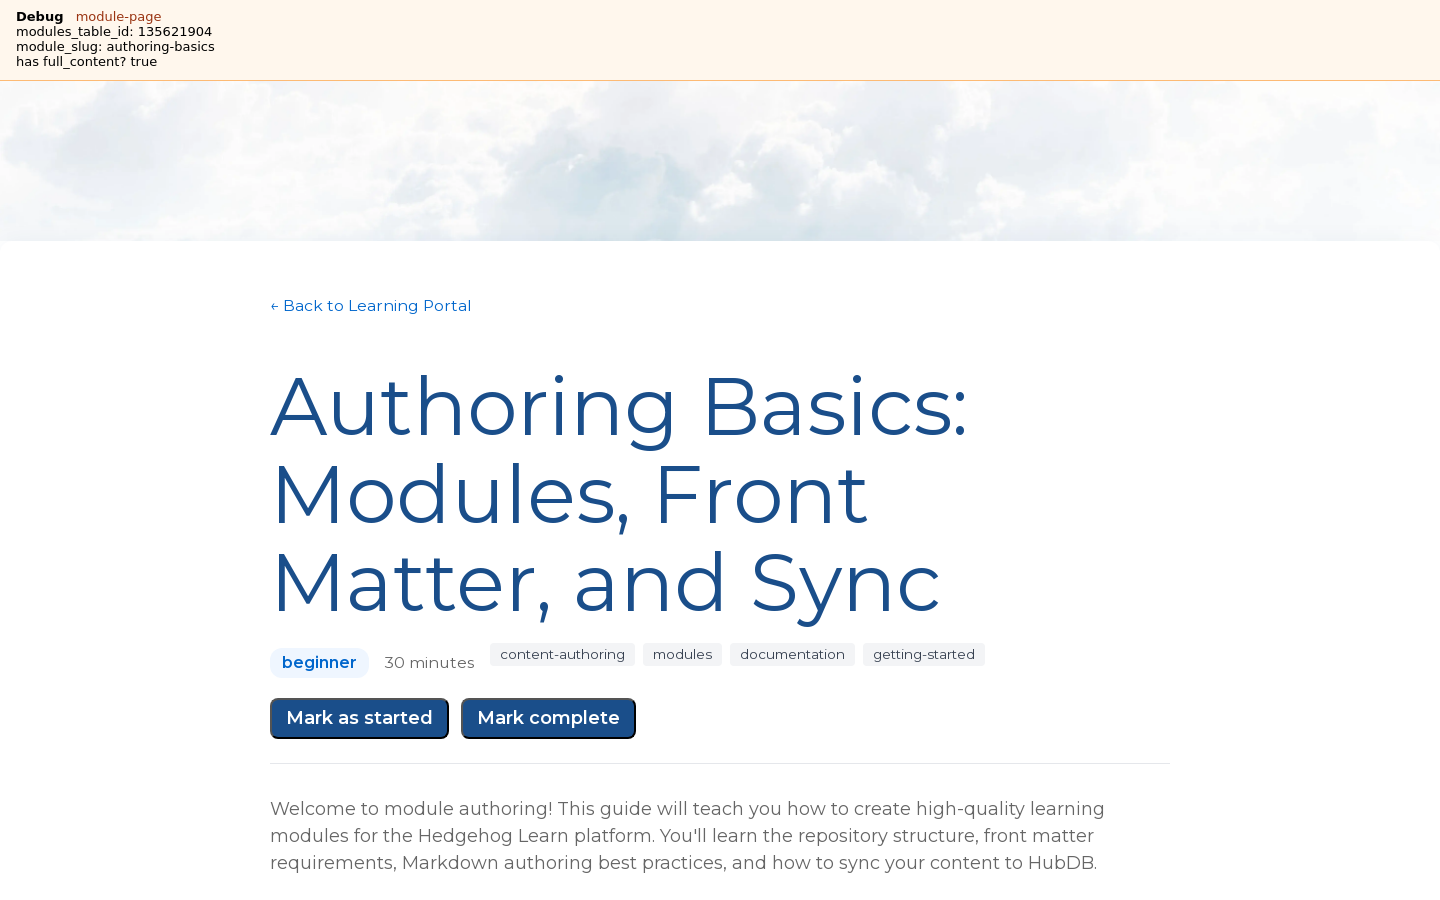 Debug module-page
modules_table_id: 135621904
module_slug: authoring-basics
has full_content? true
← Back to Learning Portal
Authoring Basics:
Modules, Front
Matter, and Sync
beginner 30 minutes content-authoring modules documentation getting-started
Mark as started Mark complete
Welcome to module authoring! This guide will teach you how to create high-quality learning
modules for the Hedgehog Learn platform. You'll learn the repository structure, front matter
requirements, Markdown authoring best practices, and how to sync your content to HubDB.